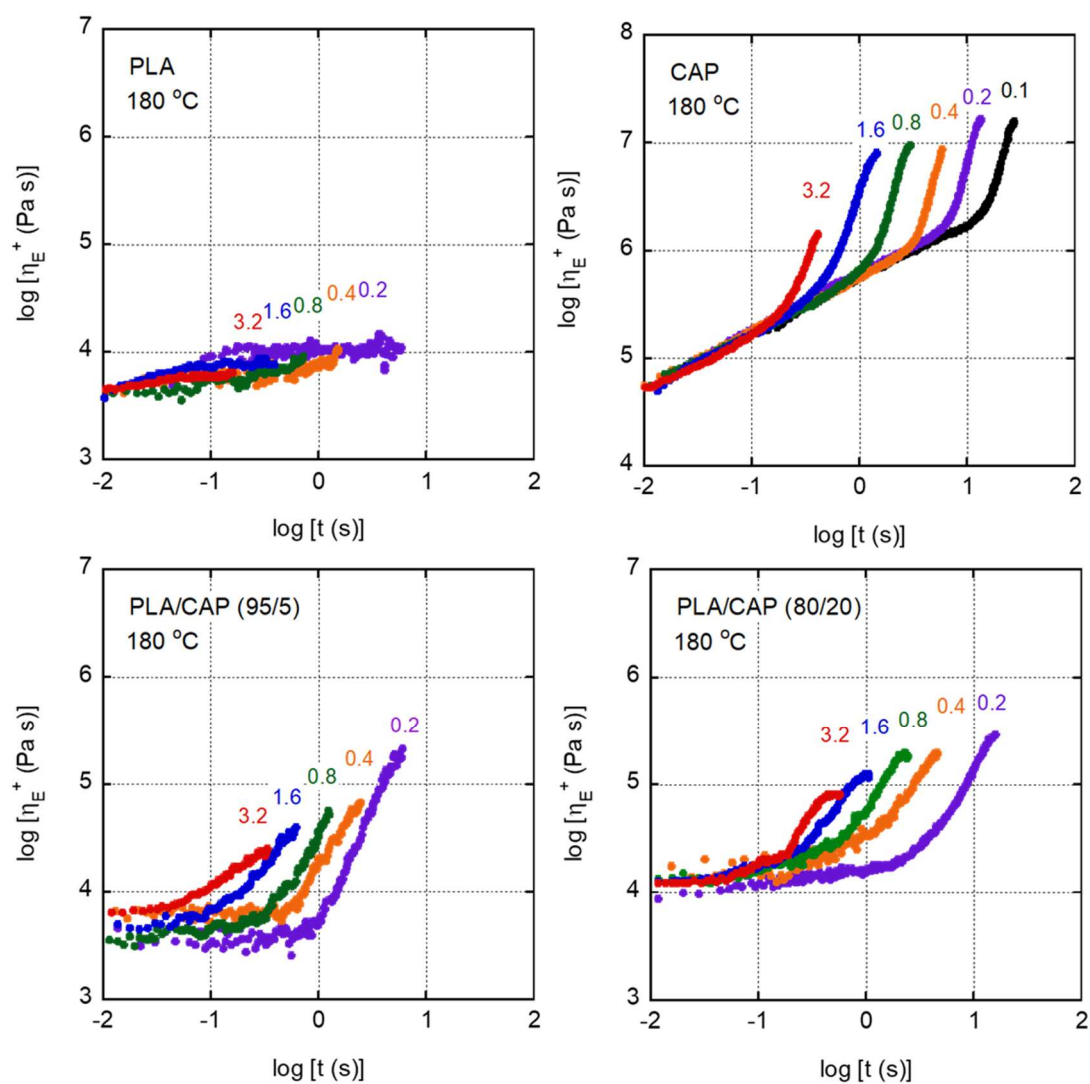 7
PLA
180 °C
6
5
4
3
3.2 1.6 0.8 0.4 0.2
-2 -1 0 1 2
log [t (s)]
log [ηE+ (Pa s)]
8
CAP
180 °C
7
6
5
4
3.2 1.6 0.8 0.4 0.2 0.1
-2 -1 0 1 2
log [t (s)]
log [ηE+ (Pa s)]
7
PLA/CAP (95/5)
180 °C
6
5
4
3
3.2 1.6 0.8 0.4 0.2
-2 -1 0 1 2
log [t (s)]
log [ηE+ (Pa s)]
7
PLA/CAP (80/20)
180 °C
6
5
4
3
3.2 1.6 0.8 0.4 0.2
-2 -1 0 1 2
log [t (s)]
log [ηE+ (Pa s)]